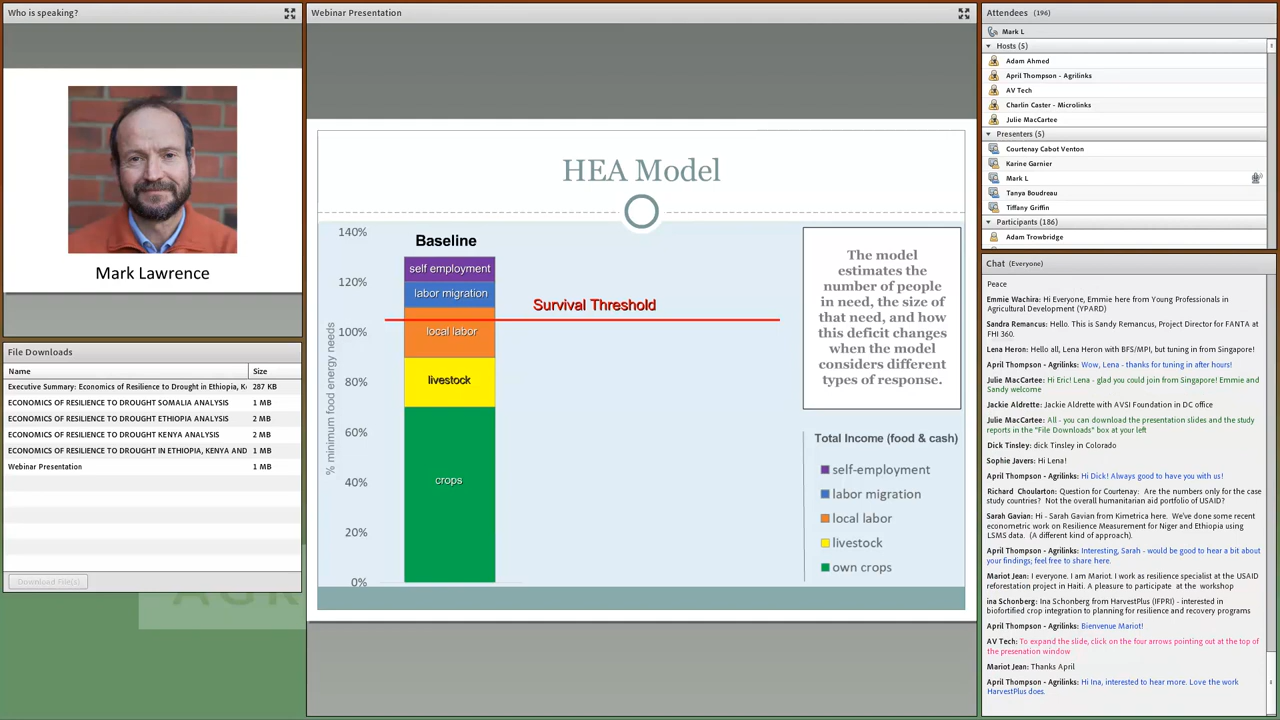 Who is speaking?
Mark Lawrence
File Downloads
Name
Size
Executive Summary: Economics of Resilience to Drought in Ethiopia, Ke
287 KB
ECONOMICS OF RESILIENCE TO DROUGHT SOMALIA ANALYSIS
1 MB
ECONOMICS OF RESILIENCE TO DROUGHT ETHIOPIA ANALYSIS
2 MB
ECONOMICS OF RESILIENCE TO DROUGHT KENYA ANALYSIS
2 MB
ECONOMICS OF RESILIENCE TO DROUGHT IN ETHIOPIA, KENYA AND
1 MB
Webinar Presentation
1 MB
Download File(s)
AGR
Webinar Presentation
HEA Model
140%
120%
100%
80%
60%
40%
20%
0%
% minimum food energy needs
Baseline
self employment
labor migration
Survival Threshold
local labor
livestock
crops
The model
estimates the
number of people
in need, the size of
that need, and how
this deficit changes
when the model
considers different
types of response.
Total Income (food & cash)
self-employment
labor migration
local labor
livestock
own crops
Attendees (196)
Mark L
Hosts (5)
Adam Ahmed
April Thompson - Agrilinks
AV Tech
Charlin Caster - Microlinks
Julie MacCartee
Presenters (5)
Courtenay Cabot Venton
Karine Garnier
Mark L
Tanya Boudreau
Tiffany Griffin
Participants (186)
Adam Trowbridge
Chat (Everyone)
Peace
Emmie Wachira: Hi Everyone, Emmie here from Young Professionals in
Agricultural Development (YPARD)
Sandra Remancus: Hello. This is Sandy Remancus, Project Director for FANTA at
FHI 360.
Lena Heron: Hello all, Lena Heron with BFS/MPI, but tuning in from Singapore!
April Thompson - Agrilinks: Wow, Lena - thanks for tuning in after hours!
Julie MacCartee: Hi Eric! Lena - glad you could join from Singapore! Emmie and
Sandy welcome
Jackie Aldrette: Jackie Aldrette with AVSI Foundation in DC office
Julie MacCartee: All - you can download the presentation slides and the study
reports in the "File Downloads" box at your left
Dick Tinsley: dick Tinsley in Colorado
Sophie Javers: Hi Lena!
April Thompson - Agrilinks: Hi Dick! Always good to have you with us!
Richard Choularton: Question for Courtenay: Are the numbers only for the case
study countries? Not the overall humanitarian aid portfolio of USAID?
Sarah Gavian: Hi - Sarah Gavian from Kimetrica here. We've done some recent
econometric work on Resilience Measurement for Niger and Ethiopia using
LSMS data. (A different kind of approach).
April Thompson - Agrilinks: Interesting, Sarah - would be good to hear a bit about
your findings; feel free to share here.
Mariot Jean: I everyone. I am Mariot. I work as resilience specialist at the USAID
reforestation project in Haiti. A pleasure to participate at the workshop
ina Schonberg: Ina Schonberg from HarvestPlus (IFPRI) - interested in
biofortified crop integration to planning for resilience and recovery programs
April Thompson - Agrilinks: Bienvenue Mariot!
AV Tech: To expand the slide, click on the four arrows pointing out at the top of
the presenation window
Mariot Jean: Thanks April
April Thompson - Agrilinks: Hi Ina, interested to hear more. Love the work
HarvestPlus does.